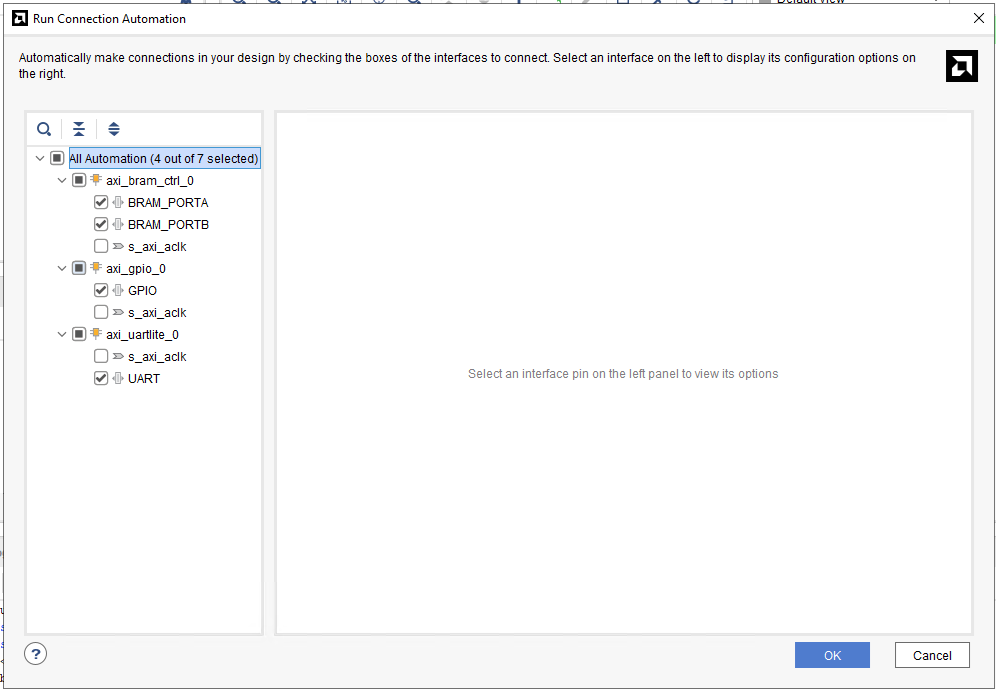 Default View
Run Connection Automation
Automatically make connections in your design by checking the boxes of the interfaces to connect. Select an interface on the left to display its configuration options on
the right.
All Automation (4 out of 7 selected)
axi_bram_ctrl_0
BRAM_PORTA
BRAM_PORTB
s_axi_aclk
axi_gpio_0
GPIO
s_axi_aclk
axi_uartlite_0
s_axi_aclk
UART
Select an interface pin on the left panel to view its options
?
OK
Cancel